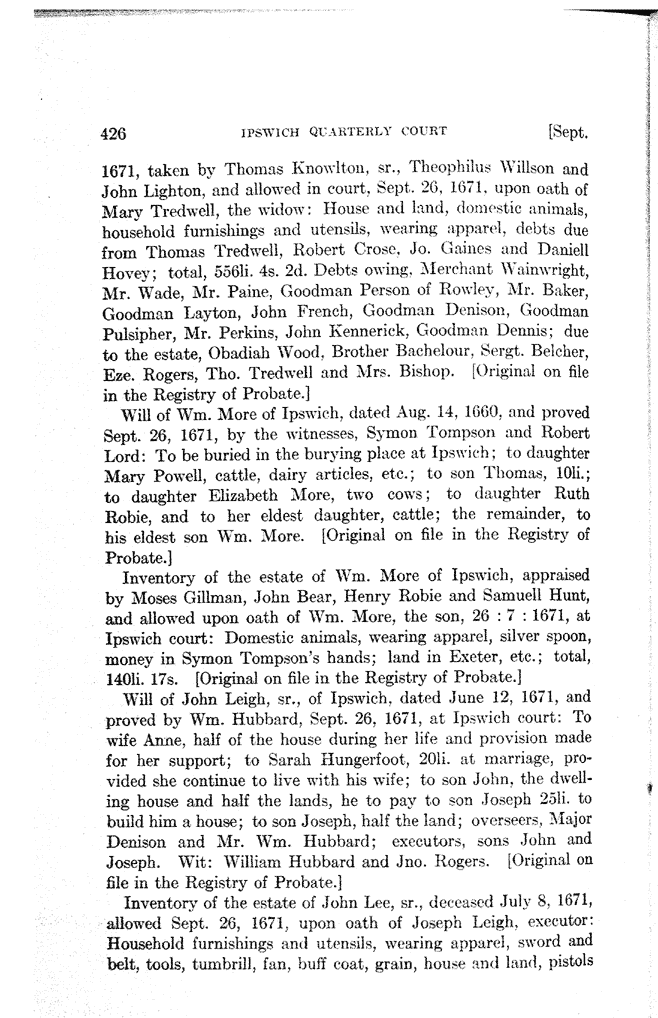 426 IPSWICH QUARTERLY COURT [Sept.
1671, taken by Thomas Knowlton, sr., Theophilus Willson and
John Lighton, and allowed in court, Sept. 26, 1671, upon oath of
Mary Tredwell, the widow: House and land, domestic animals,
household furnishings and utensils, wearing apparel, debts due
from Thomas Tredwell, Robert Crose, Jo. Gaines and Daniell
Hovey; total, 556li. 4s. 2d. Debts owing, Merchant Wainwright,
Mr. Wade, Mr. Paine, Goodman Person of Rowley, Mr. Baker,
Goodman Layton, John French, Goodman Denison, Goodman
Pulsipher, Mr. Perkins, John Kennerick, Goodman Dennis; due
to the estate, Obadiah Wood, Brother Bachelour, Sergt. Belcher,
Eze. Rogers, Tho. Tredwell and Mrs. Bishop. [Original on file
in the Registry of Probate.]
Will of Wm. More of Ipswich, dated Aug. 14, 1660, and proved
Sept. 26, 1671, by the witnesses, Symon Tompson and Robert
Lord: To be buried in the burying place at Ipswich; to daughter
Mary Powell, cattle, dairy articles, etc.; to son Thomas, 10li.;
to daughter Elizabeth More, two cows; to daughter Ruth
Robie, and to her eldest daughter, cattle; the remainder, to
his eldest son Wm. More. [Original on file in the Registry of
Probate.]
Inventory of the estate of Wm. More of Ipswich, appraised
by Moses Gillman, John Bear, Henry Robie and Samuell Hunt,
and allowed upon oath of Wm. More, the son, 26 : 7 : 1671, at
Ipswich court: Domestic animals, wearing apparel, silver spoon,
money in Symon Tompson's hands; land in Exeter, etc.; total,
140li. 17s. [Original on file in the Registry of Probate.]
Will of John Leigh, sr., of Ipswich, dated June 12, 1671, and
proved by Wm. Hubbard, Sept. 26, 1671, at Ipswich court: To
wife Anne, half of the house during her life and provision made
for her support; to Sarah Hungerfoot, 20li. at marriage, pro-
vided she continue to live with his wife; to son John, the dwell-
ing house and half the lands, he to pay to son Joseph 25li. to
build him a house; to son Joseph, half the land; overseers, Major
Denison and Mr. Wm. Hubbard; executors, sons John and
Joseph. Wit: William Hubbard and Jno. Rogers. [Original on
file in the Registry of Probate.]
Inventory of the estate of John Lee, sr., deceased July 8, 1671,
allowed Sept. 26, 1671, upon oath of Joseph Leigh, executor:
Household furnishings and utensils, wearing apparel, sword and
belt, tools, tumbrill, fan, buff coat, grain, house and land, pistols